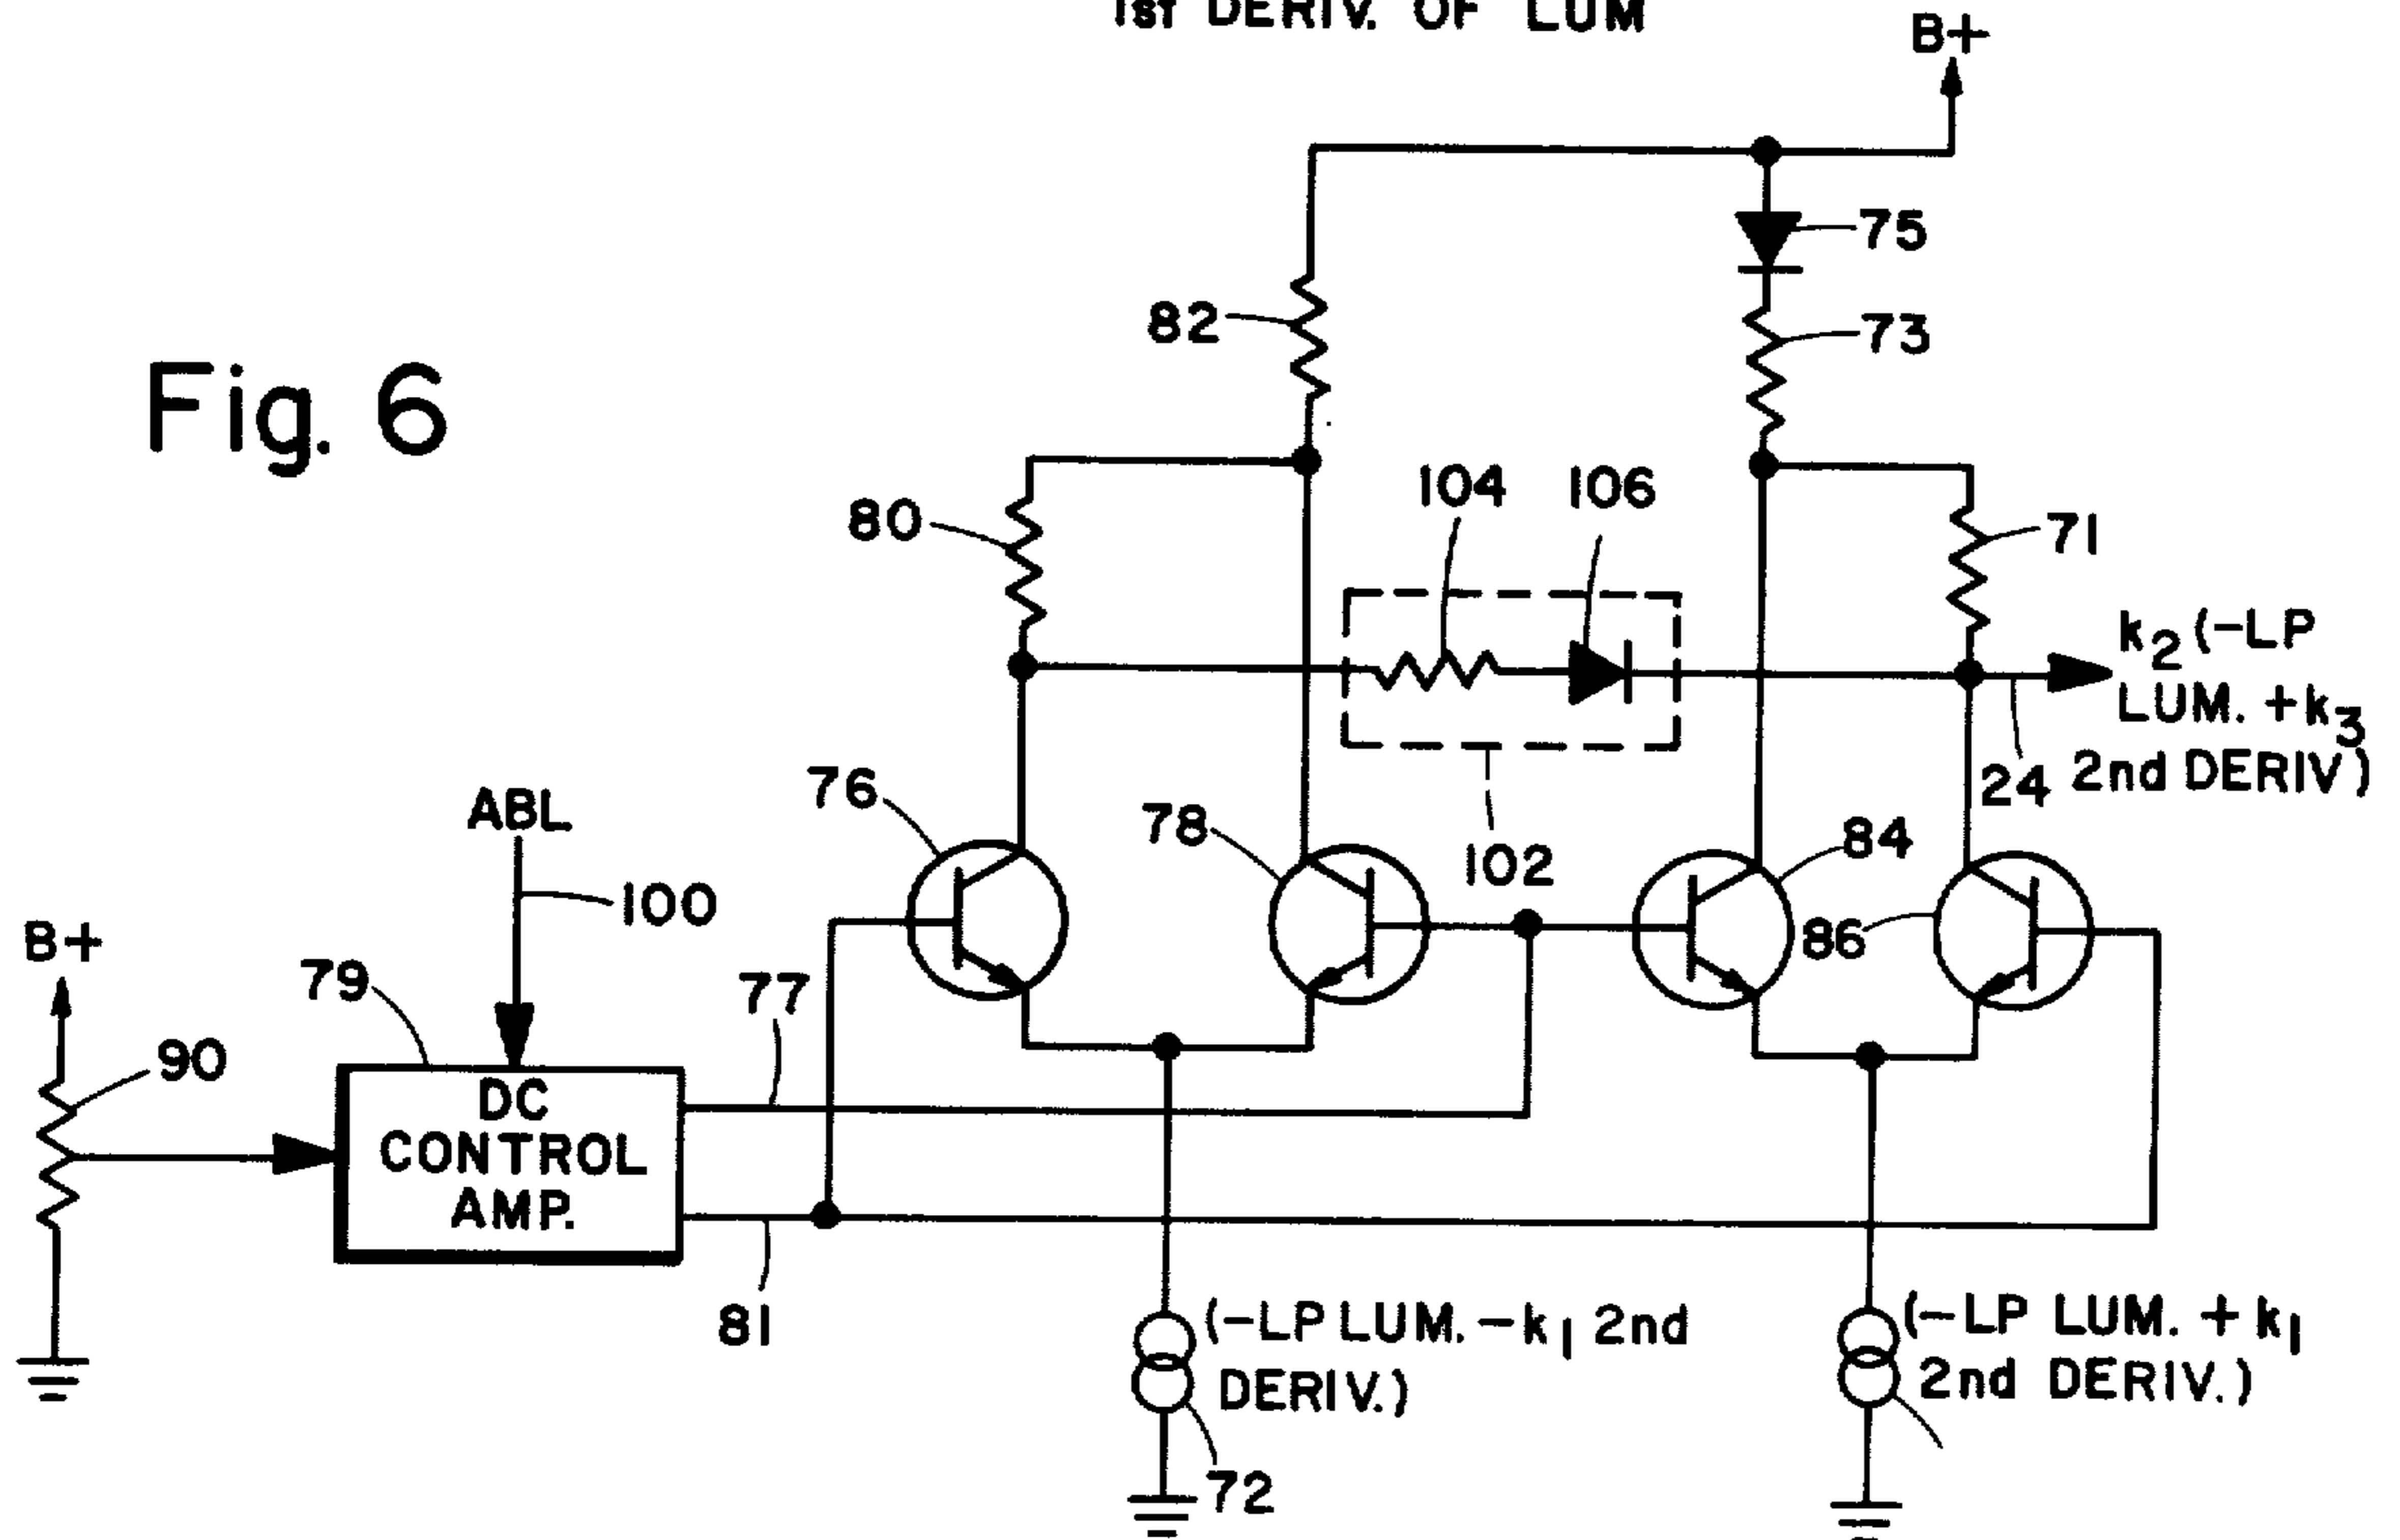 1st DERIV. OF LUM
B+
75
82
73
Fig. 6
104
106
80
71
k2 (-LP
LUM. +k3
2nd DERIV)
24
76
ABL
78
84
102
100
86
B+
79
77
90
DC
CONTROL
AMP.
81
(-LP LUM. -k1 2nd
DERIV.)
(-LP LUM. +k1
2nd DERIV.)
72